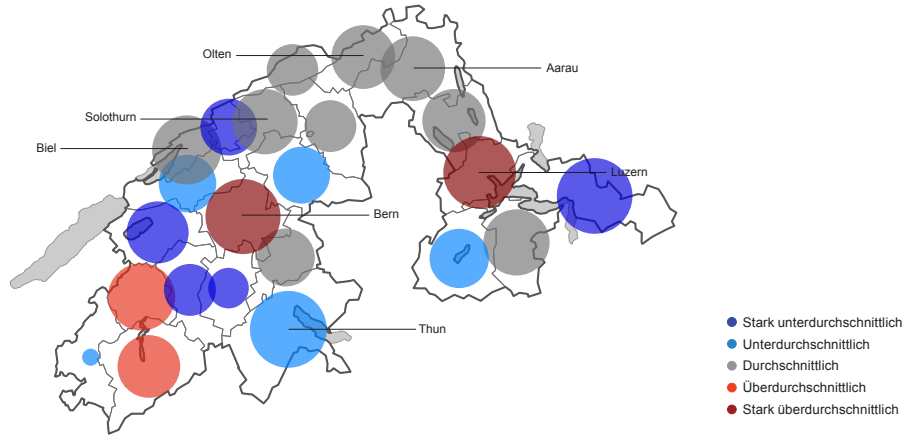 Olten
Aarau
Solothurn
Biel
Luzern
Bern
Thun
Stark unterdurchschnittlich
Unterdurchschnittlich
Durchschnittlich
Überdurchschnittlich
Stark überdurchschnittlich